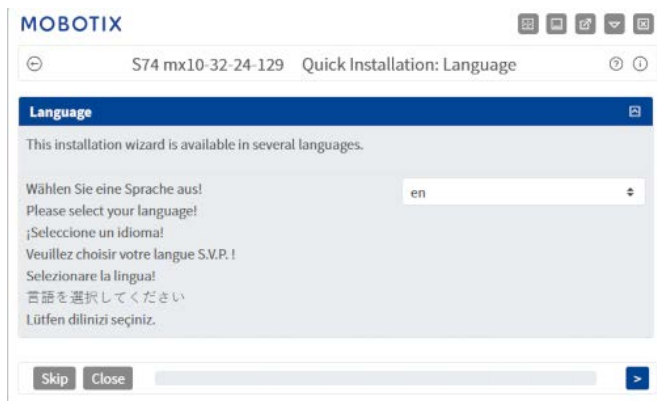 MOBOTIX
S74 mx10-32-24-129 Quick Installation: Language
Language
This installation wizard is available in several languages.
Wählen Sie eine Sprache aus!
en
Please select your language!
¡Seleccione un idioma!
Veuillez choisir votre langue S.V.P. !
Selezionare la lingua!
言語を選択してください
Lütfen dilinizi seçiniz.
Skip Close >